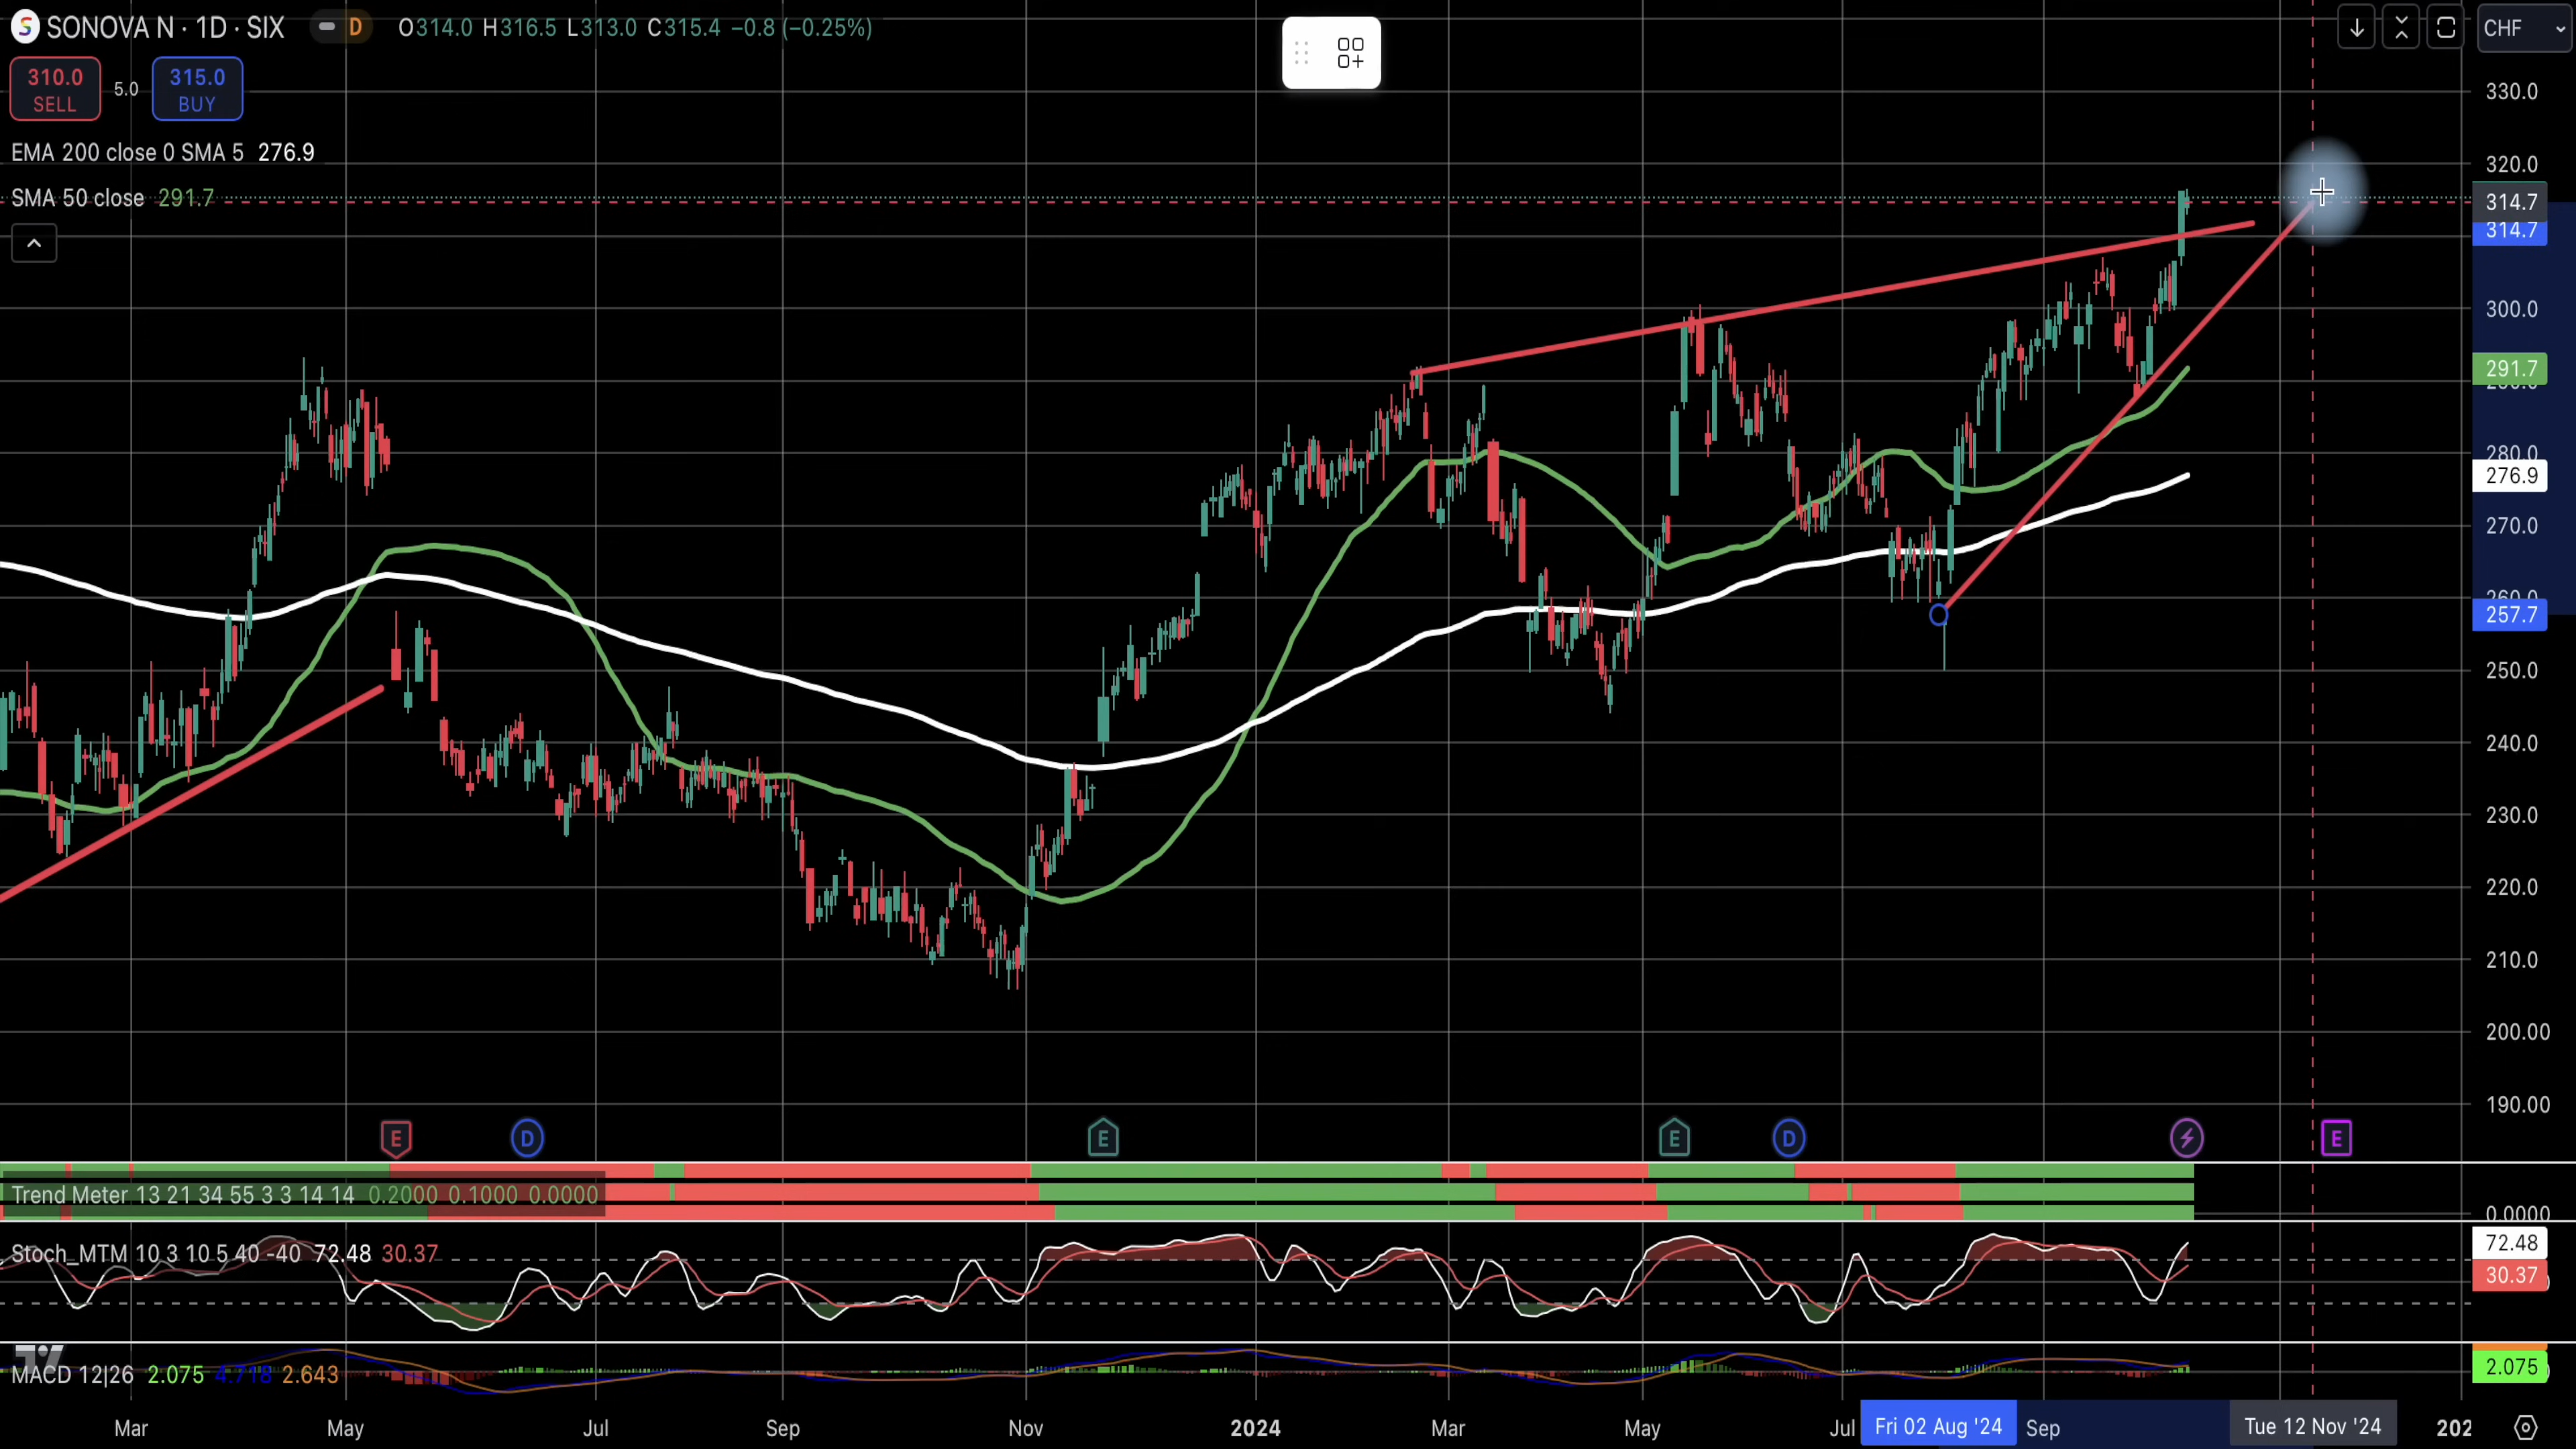 SONOVA N · 1D · SIX D O314.0 H316.5 L313.0 C315.4 −0.8 (−0.25%)
CHF
310.0 SELL 5.0 315.0 BUY
EMA 200 close 0 SMA 5 276.9
SMA 50 close 291.7
330.0
320.0
314.7
314.7
300.0
291.7
280.0
276.9
270.0
260.0
257.7
250.0
240.0
230.0
220.0
210.0
200.00
190.00
E D E E D E
Trend Meter 13 21 34 55 3 3 14 14 0.2000 0.1000 0.0000
0.0000
Stoch_MTM 10 3 10 5 40 -40 72.48 30.37
72.48
30.37
MACD 12|26 2.075 4.718 2.643
2.075
Mar May Jul Sep Nov 2024 Mar May Jul Fri 02 Aug '24 Sep Tue 12 Nov '24